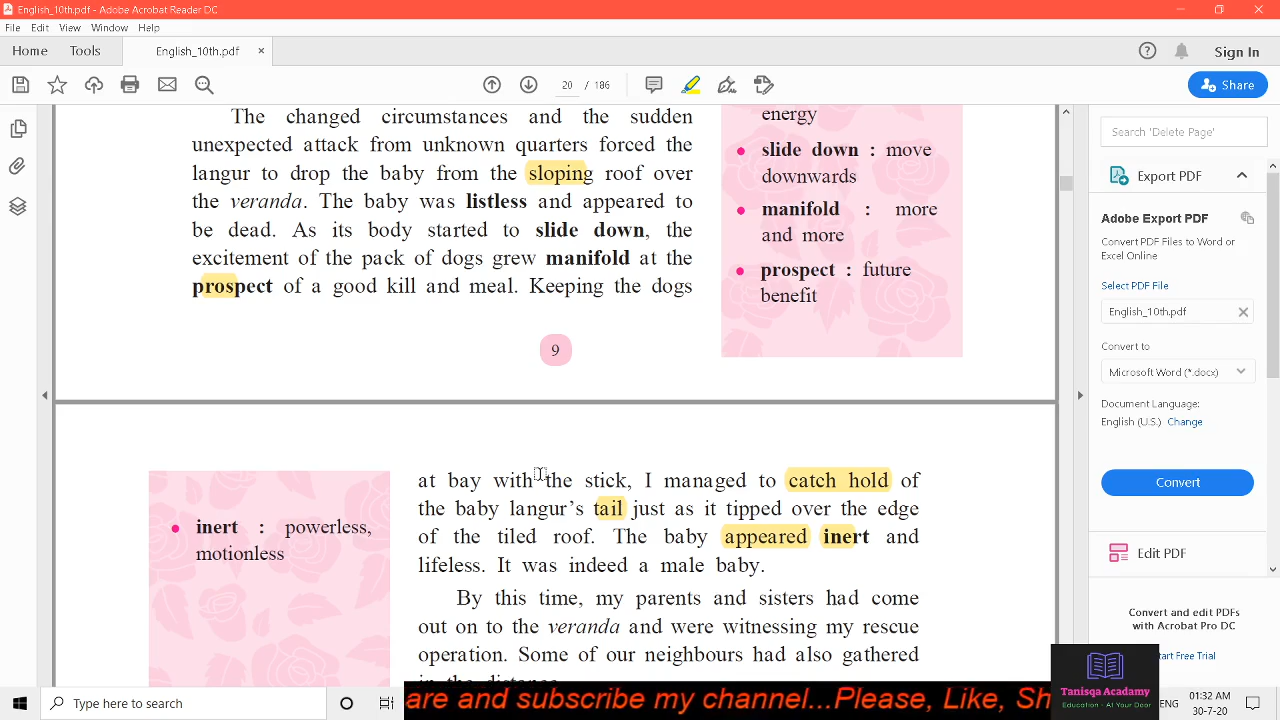 English_10th.pdf - Adobe Acrobat Reader DC
File Edit View Window Help
Home Tools English_10th.pdf × Sign In
20 / 186 Share
The changed circumstances and the sudden
unexpected attack from unknown quarters forced the
langur to drop the baby from the sloping roof over
the veranda. The baby was listless and appeared to
be dead. As its body started to slide down, the
excitement of the pack of dogs grew manifold at the
prospect of a good kill and meal. Keeping the dogs
energy
slide down : move
downwards
manifold : more
and more
prospect : future
benefit
9
inert : powerless,
motionless
at bay with the stick, I managed to catch hold of
the baby langur's tail just as it tipped over the edge
of the tiled roof. The baby appeared inert and
lifeless. It was indeed a male baby.
By this time, my parents and sisters had come
out on to the veranda and were witnessing my rescue
operation. Some of our neighbours had also gathered
in the distance
Search 'Delete Page'
Export PDF
Adobe Export PDF
Convert PDF Files to Word or
Excel Online
Select PDF File
English_10th.pdf
Convert to
Microsoft Word (*.docx)
Document Language:
English (U.S.) Change
Convert
Edit PDF
Convert and edit PDFs
with Acrobat Pro DC
Start Free Trial
Tanisqa Academy
Education - At Your Door
Type here to search
are and subscribe my channel...Please, Like, Sh
ENG
01:32 AM
30-7-20